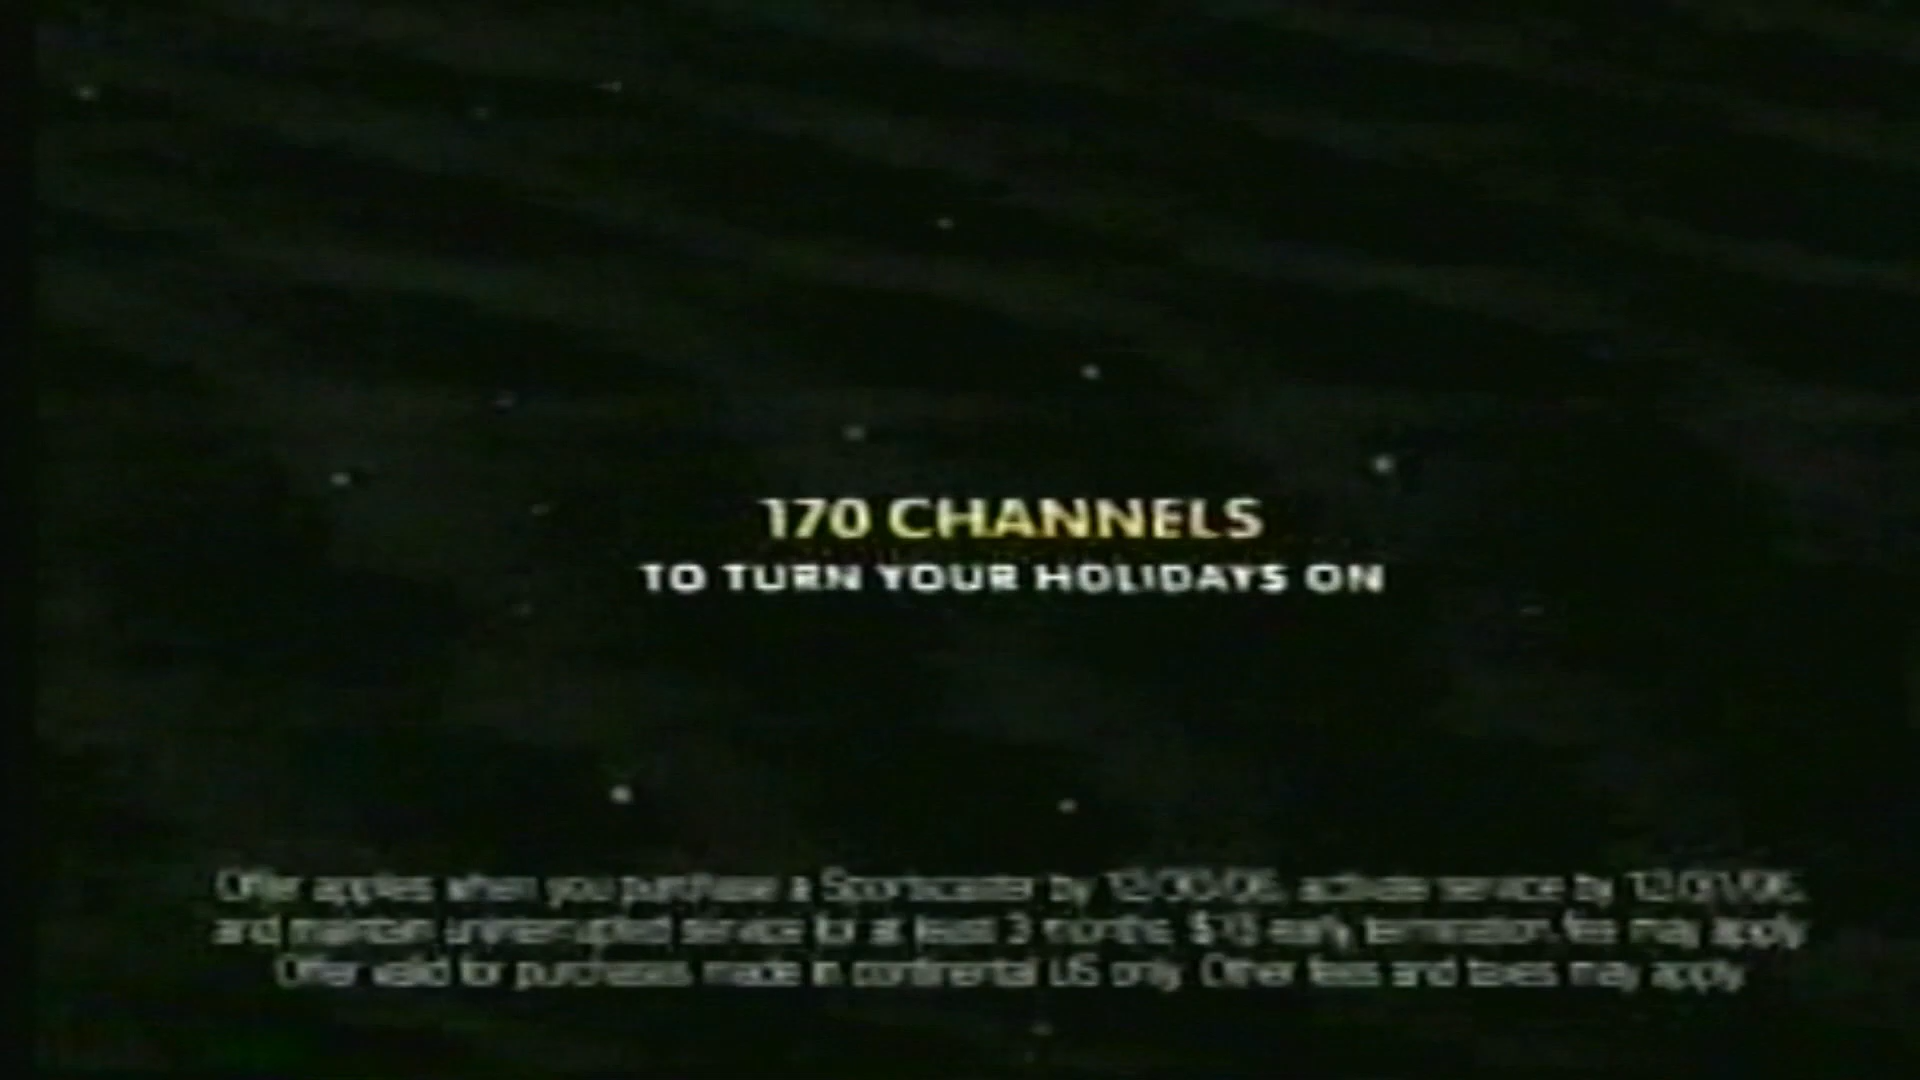 170 CHANNELS
TO TURN YOUR HOLIDAYS ON
Offer applies when you purchase a Sportscaster by 12/30/06, activate service by 12/31/06,
and maintain uninterrupted service for at least 3 months. early termination fee may apply
Offer valid for purchases made in continental US only. Other fees and taxes may apply